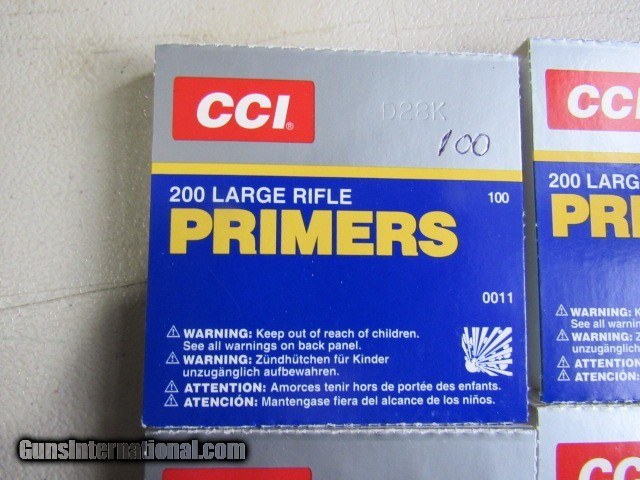 CCI®
D28K
100
200 LARGE RIFLE
100
PRIMERS
0011
⚠ WARNING: Keep out of reach of children.
See all warnings on back panel.
⚠ WARNING: Zündhütchen für Kinder
unzugänglich aufbewahren.
⚠ ATTENTION: Amorces tenir hors de portée des enfants.
⚠ ATENCIÓN: Mantengase fiera del alcance de los niños.
CCI
200 LARG
PRI
⚠ WARNING: K
See all warnin
⚠ WARNING: Z
unzugänglich
⚠ ATTENTION:
⚠ ATENCIÓN:
CCI
CCI
GunsInternational.com